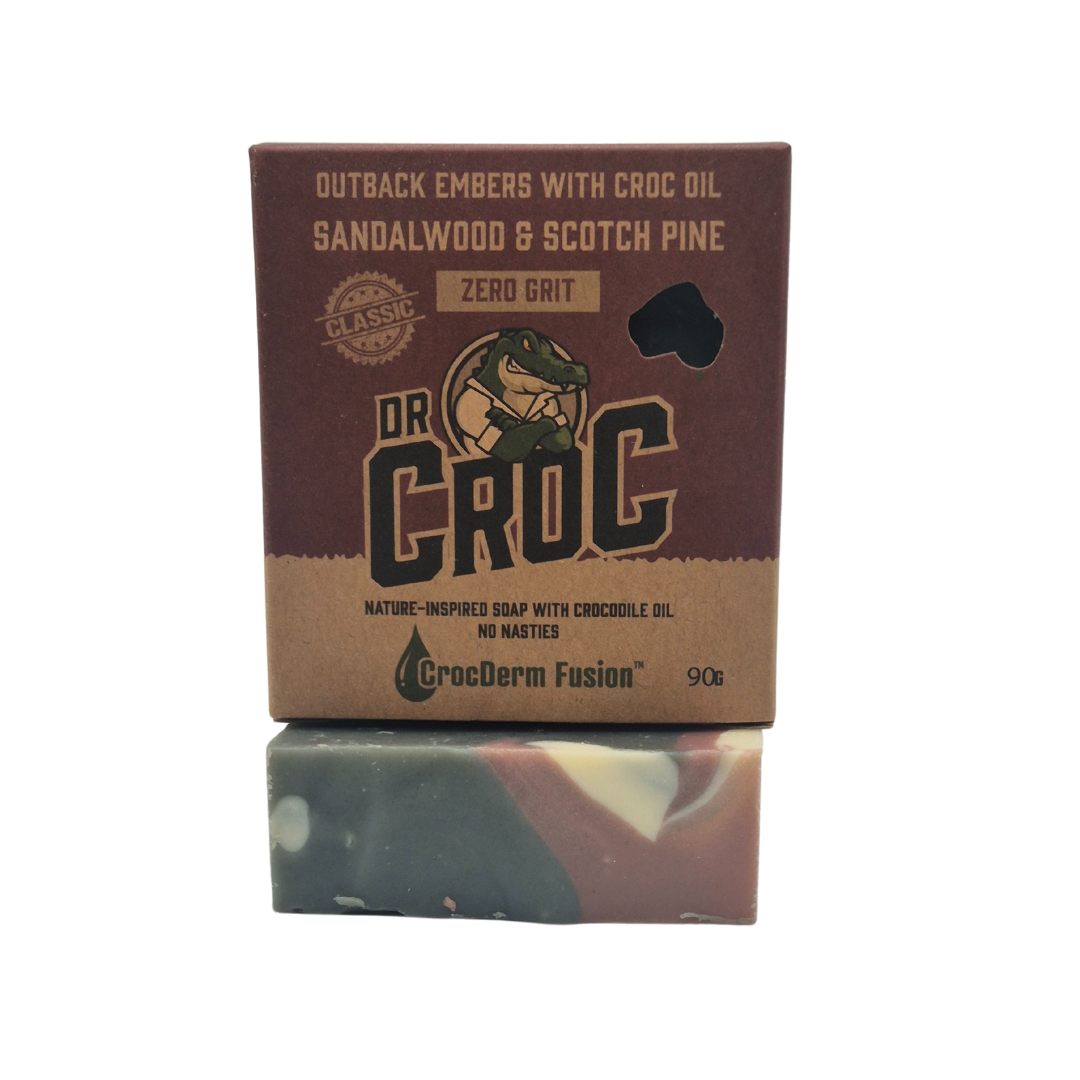 OUTBACK EMBERS WITH CROC OIL
SANDALWOOD & SCOTCH PINE
ZERO GRIT
CLASSIC
DR
CROC
NATURE-INSPIRED SOAP WITH CROCODILE OIL
NO NASTIES
CrocDerm Fusion™
90G